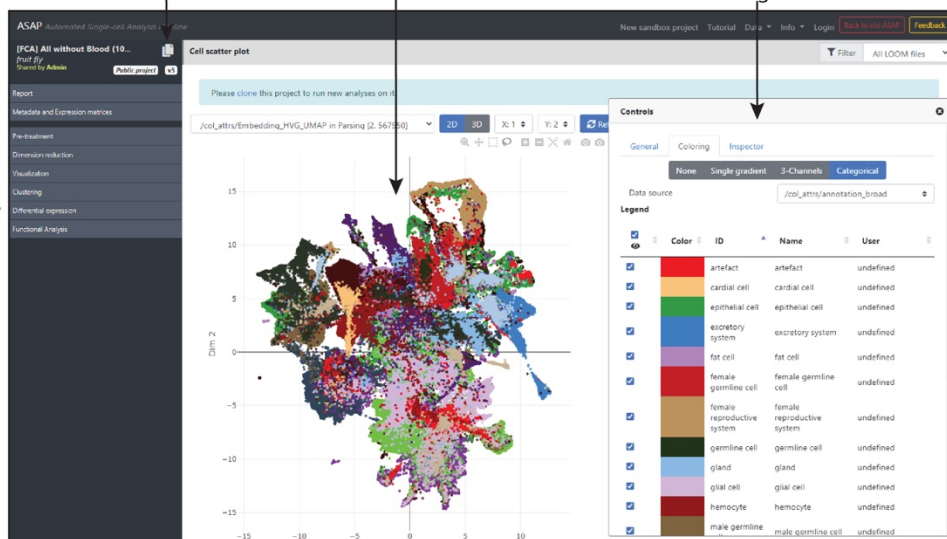 ASAP Automated Single-cell Analysis
New sandbox project Tutorial Data Info Login Back to old ASAP Feedback
[FCA] All without Blood (10...
fruit fly
Shared by Admin
Public project v5
Cell scatter plot
Filter All LOOM files
Report
Metadata and Expression matrices
Pre-treatment
Dimension reduction
Visualization
Clustering
Differential expression
Functional Analysis
Please clone this project to run new analyses on it
/col_attrs/Embedding_HVG_UMAP in Parsing [2, 567950]
2D 3D X: 1 Y: 2
15
10
5
0
−5
−10
−15
Dim 2
−15 −10 −5 0 5 10 15
Controls
General Coloring Inspector
None Single gradient 3-Channels Categorical
Data source /col_attrs/annotation_broad
Legend
Color ID Name User
artefact artefact undefined
cardial cell cardial cell undefined
epithelial cell epithelial cell undefined
excretory system excretory system undefined
fat cell fat cell undefined
female germline cell female germline cell undefined
female reproductive system female reproductive system undefined
germline cell germline cell undefined
gland gland undefined
glial cell glial cell undefined
hemocyte hemocyte undefined
male germline male germline cell undefined